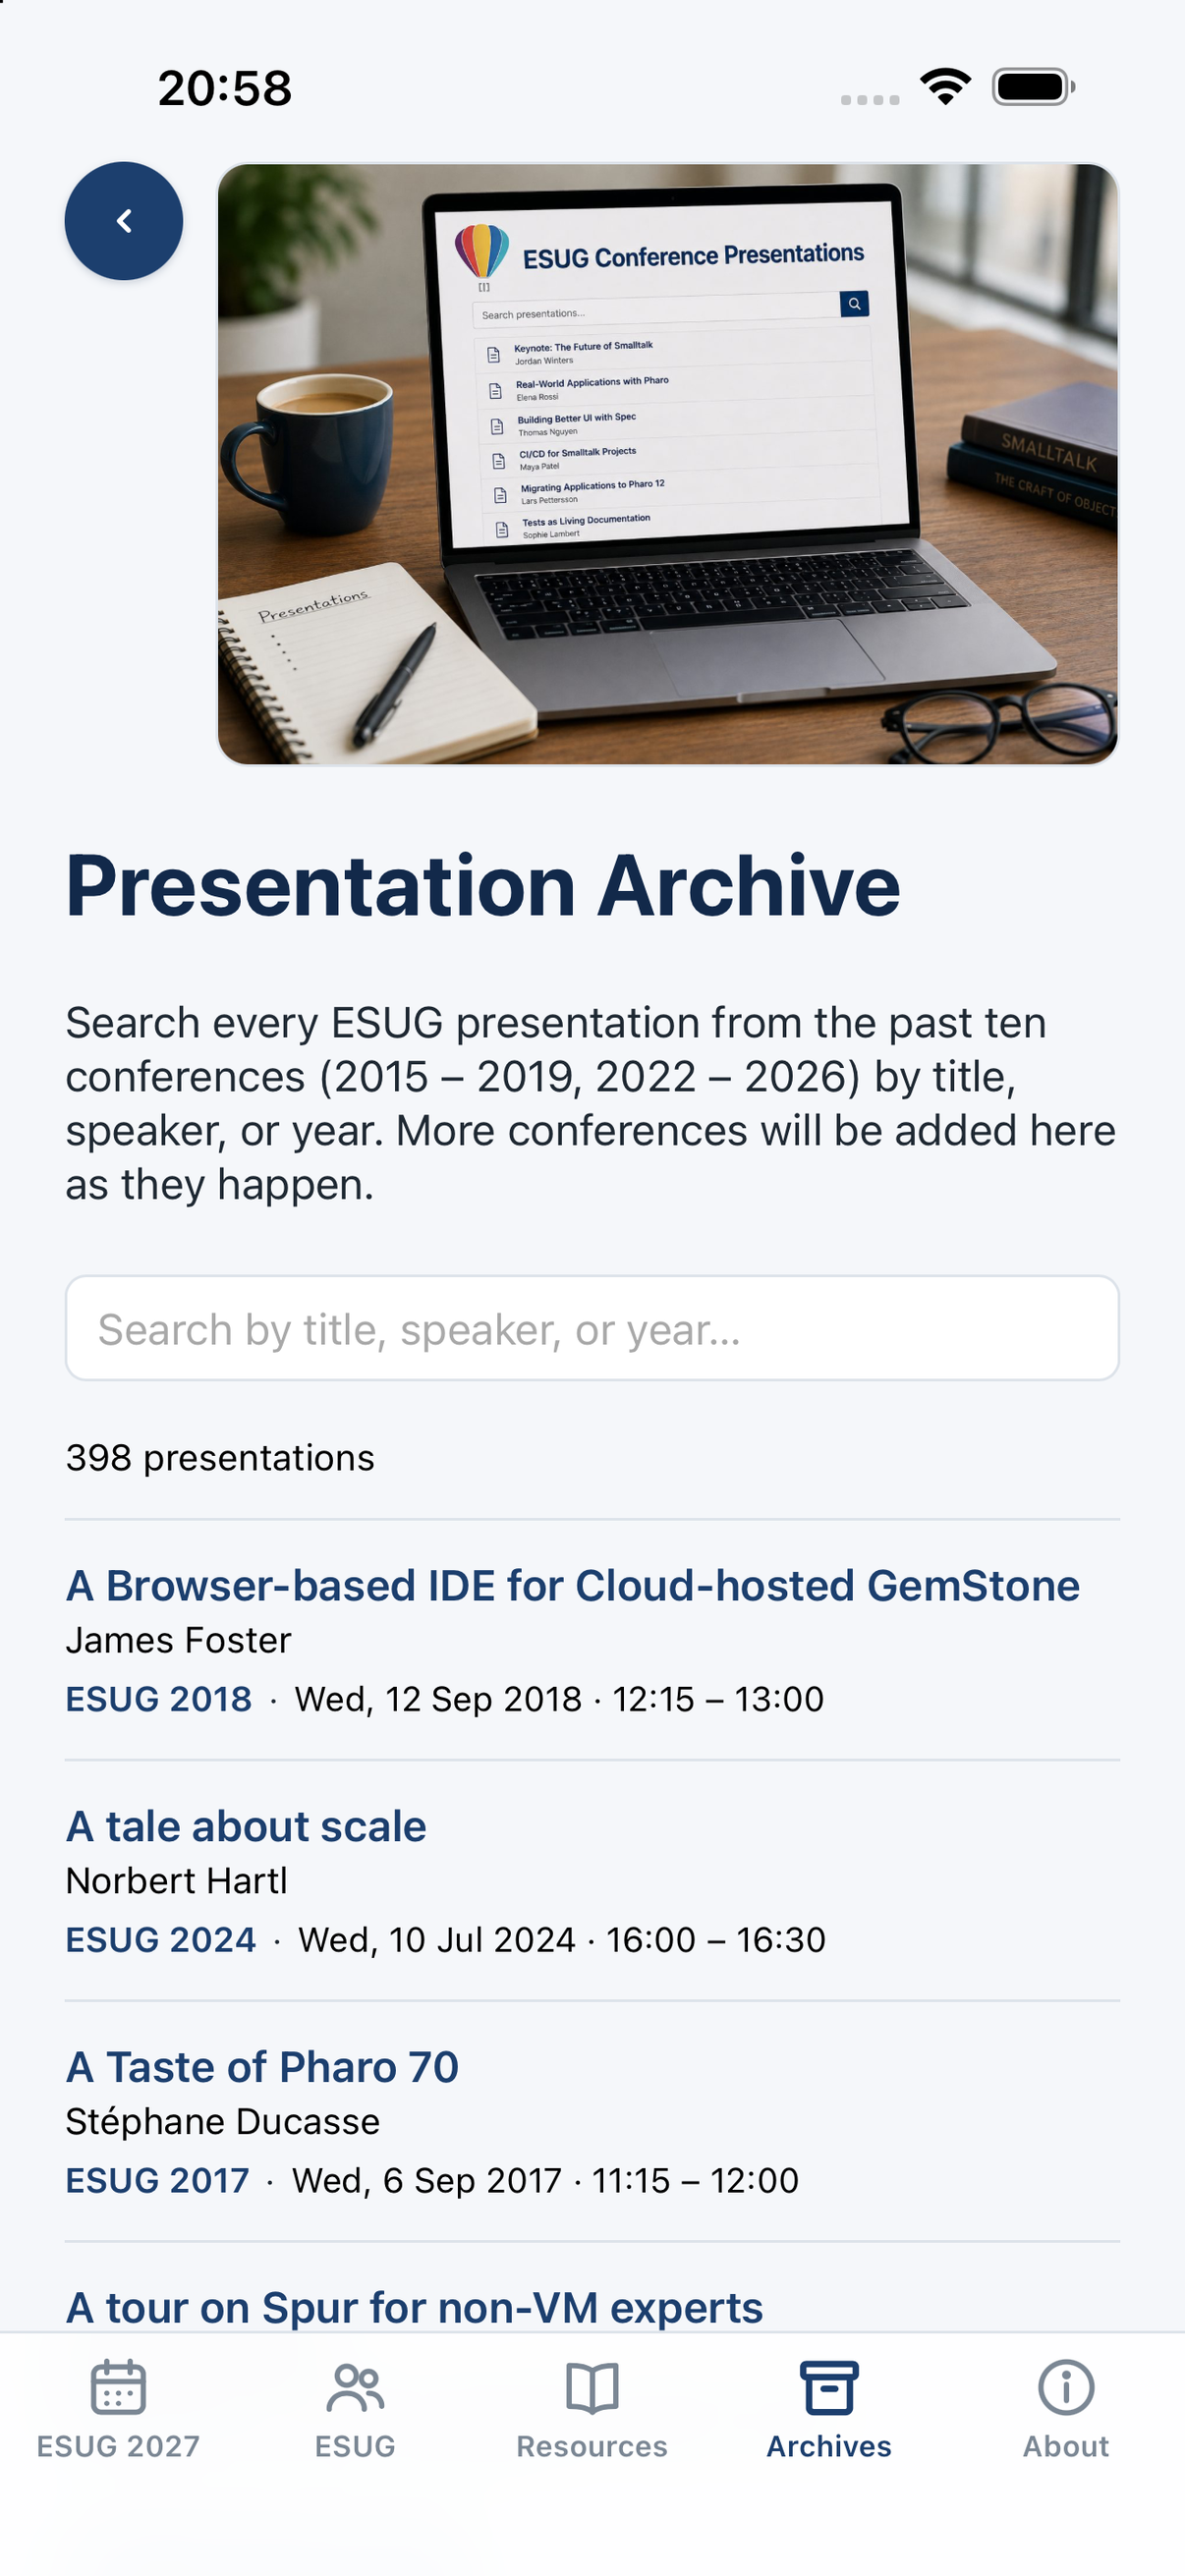 20:58
ESUG Conference Presentations
Search presentations...
Keynote: The Future of Smalltalk
Jordan Winters
Real-World Applications with Pharo
Elena Rossi
Building Better UI with Spec
Thomas Nguyen
CI/CD for Smalltalk Projects
Maya Patel
Migrating Applications to Pharo 12
Lars Pettersson
Tests as Living Documentation
Sophie Lambert
SMALLTALK
THE CRAFT OF OBJECT
Presentations
Presentation Archive
Search every ESUG presentation from the past ten
conferences (2015 – 2019, 2022 – 2026) by title,
speaker, or year. More conferences will be added here
as they happen.
Search by title, speaker, or year...
398 presentations
A Browser-based IDE for Cloud-hosted GemStone
James Foster
ESUG 2018 · Wed, 12 Sep 2018 · 12:15 – 13:00
A tale about scale
Norbert Hartl
ESUG 2024 · Wed, 10 Jul 2024 · 16:00 – 16:30
A Taste of Pharo 70
Stéphane Ducasse
ESUG 2017 · Wed, 6 Sep 2017 · 11:15 – 12:00
A tour on Spur for non-VM experts
ESUG 2027
ESUG
Resources
Archives
About